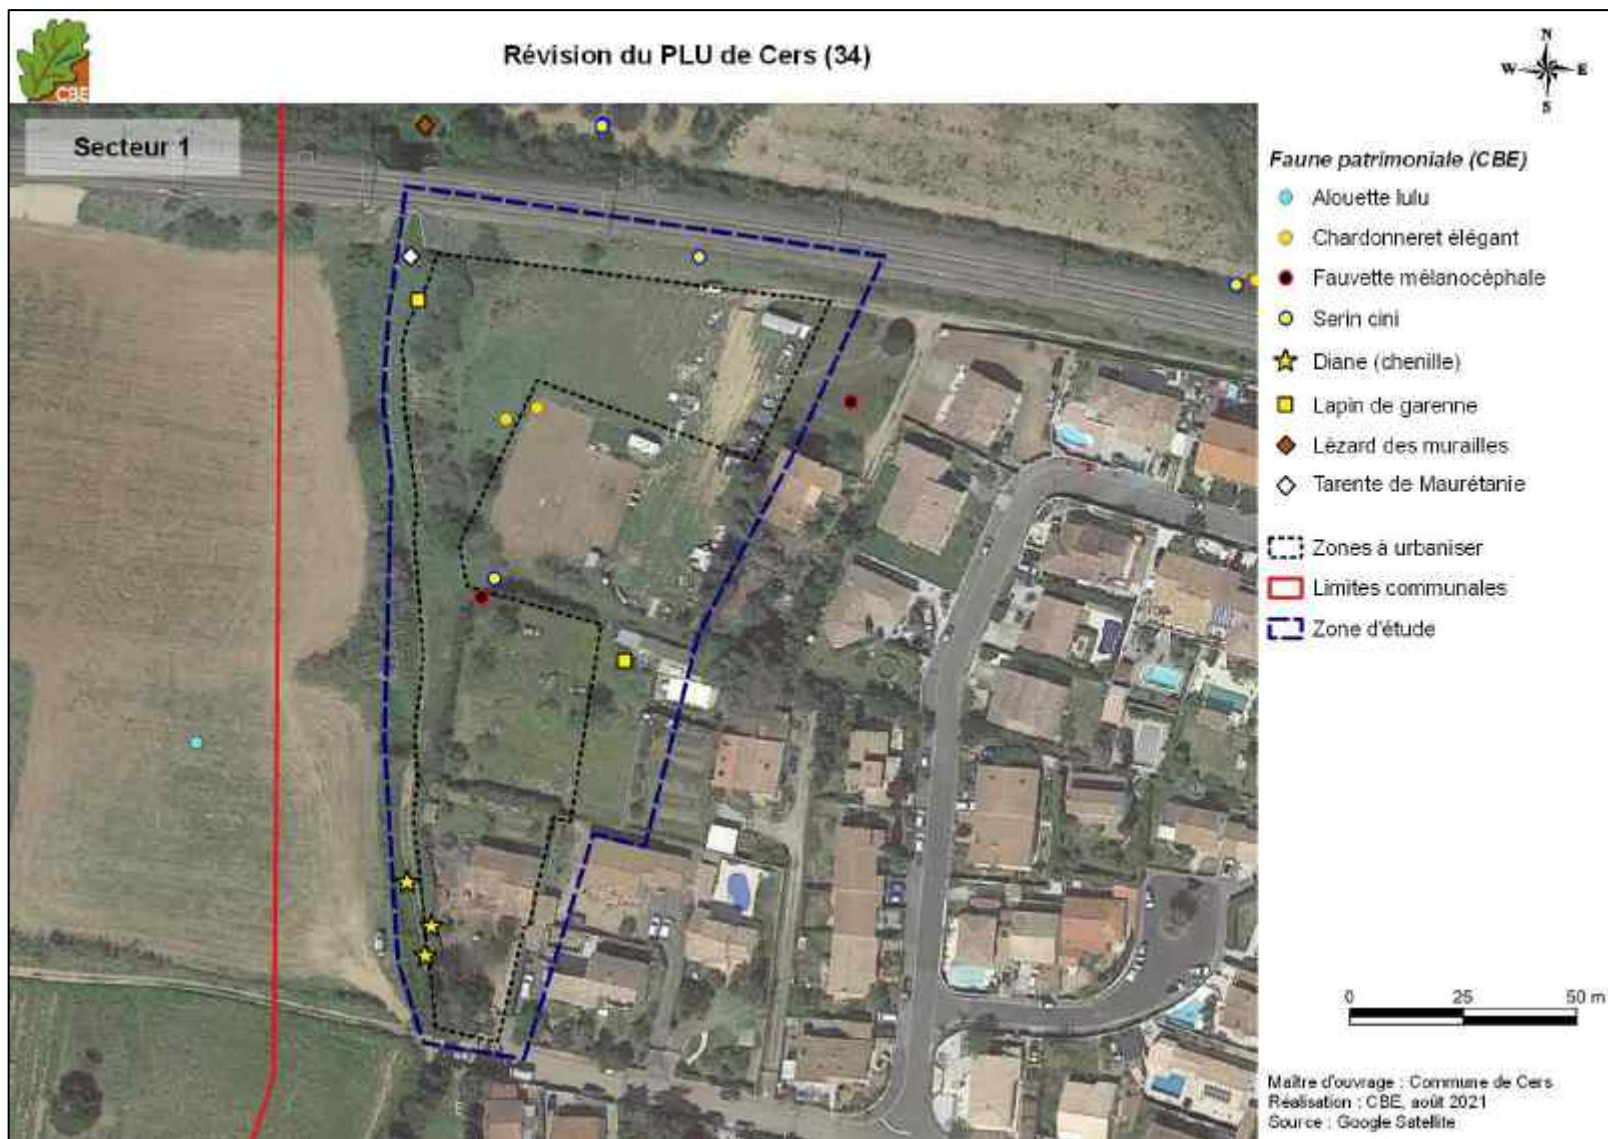 Révision du PLU de Cers (34)
CBE
N
W E
S
Secteur 1
Faune patrimoniale (CBE)
Alouette lulu
Chardonneret élégant
Fauvette mélanocéphale
Serin cini
Diane (chenille)
Lapin de garenne
Lézard des murailles
Tarente de Maurétanie
Zones à urbaniser
Limites communales
Zone d'étude
0 25 50 m
Maître d'ouvrage : Commune de Cers
Réalisation : CBE, août 2021
Source : Google Satellite